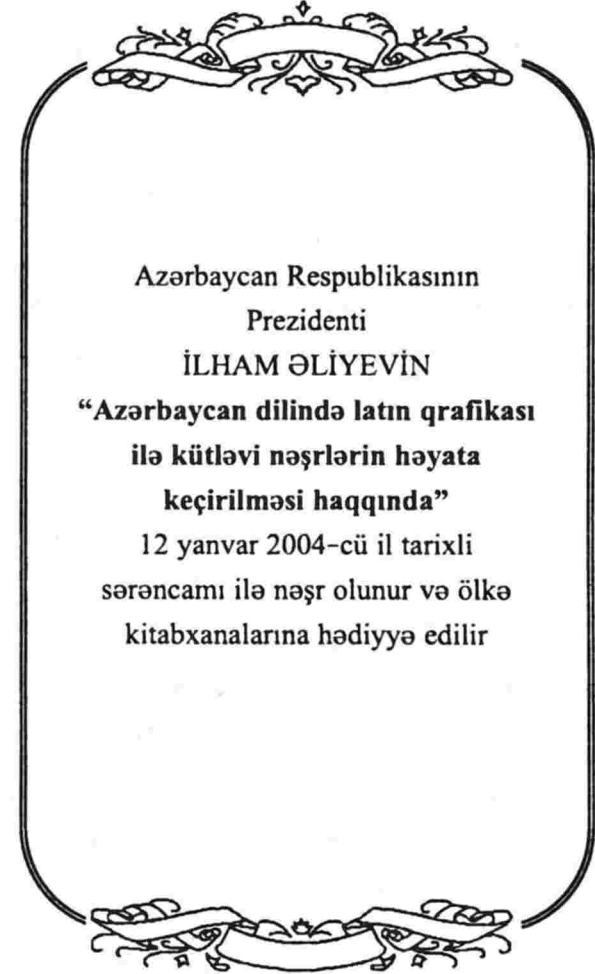 Azərbaycan Respublikasının
Prezidenti
İLHAM ƏLİYEVİN
“Azərbaycan dilində latın qrafikası
ilə kütləvi nəşrlərin həyata
keçirilməsi haqqında”
12 yanvar 2004-cü il tarixli
sərəncamı ilə nəşr olunur və ölkə
kitabxanalarına hədiyyə edilir